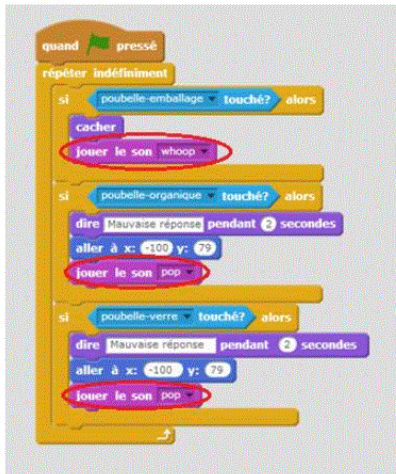 quand pressé
répéter indéfiniment
si poubelle-emballage touché? alors
cacher
jouer le son whoop
si poubelle-organique touché? alors
dire Mauvaise réponse pendant 2 secondes
aller à x: -100 y: 79
jouer le son pop
si poubelle-verre touché? alors
dire Mauvaise réponse pendant 2 secondes
aller à x: -100 y: 79
jouer le son pop